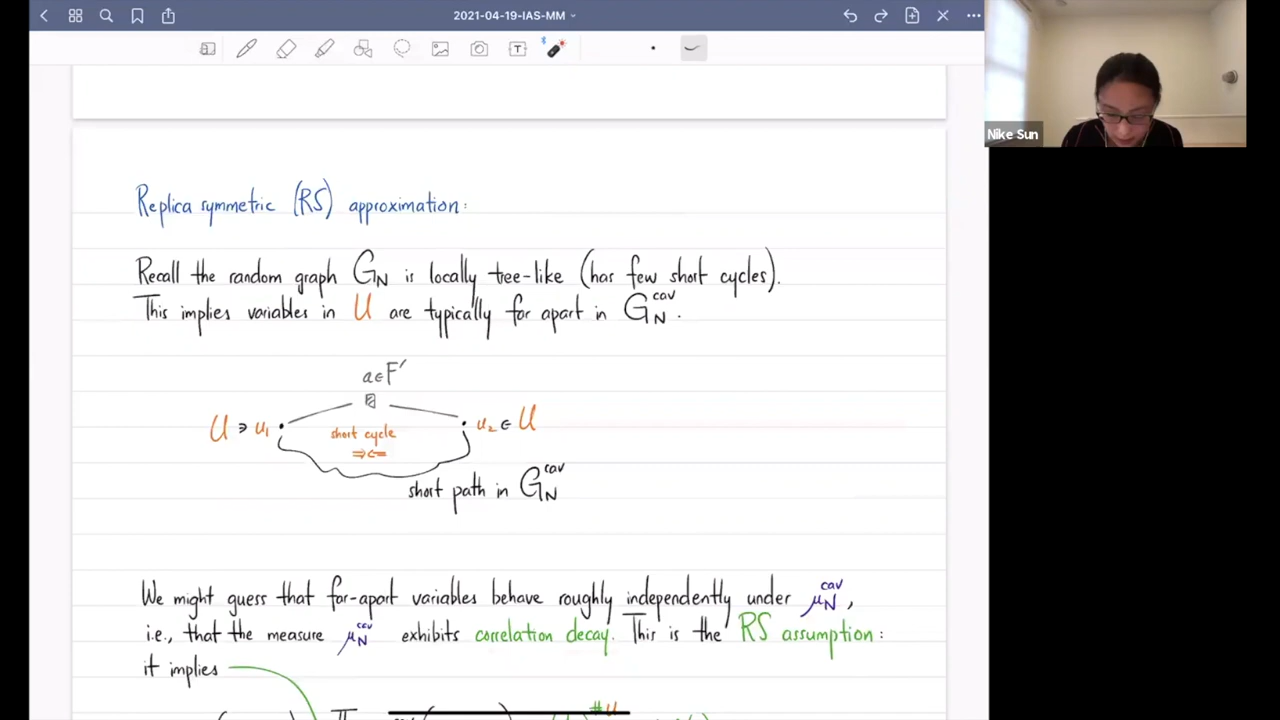 2021-04-19-IAS-MM
Nike Sun
Replica symmetric (RS) approximation:
Recall the random graph G_N is locally tree-like (has few short cycles).
This implies variables in U are typically far apart in G_N^cav.
a∈F'
U ∋ u₁
short cycle
⇒⇐
u₂ ∈ U
short path in G_N^cav
We might guess that far-apart variables behave roughly independently under μ_N^cav,
i.e., that the measure μ_N^cav exhibits correlation decay. This is the RS assumption:
it implies
#U